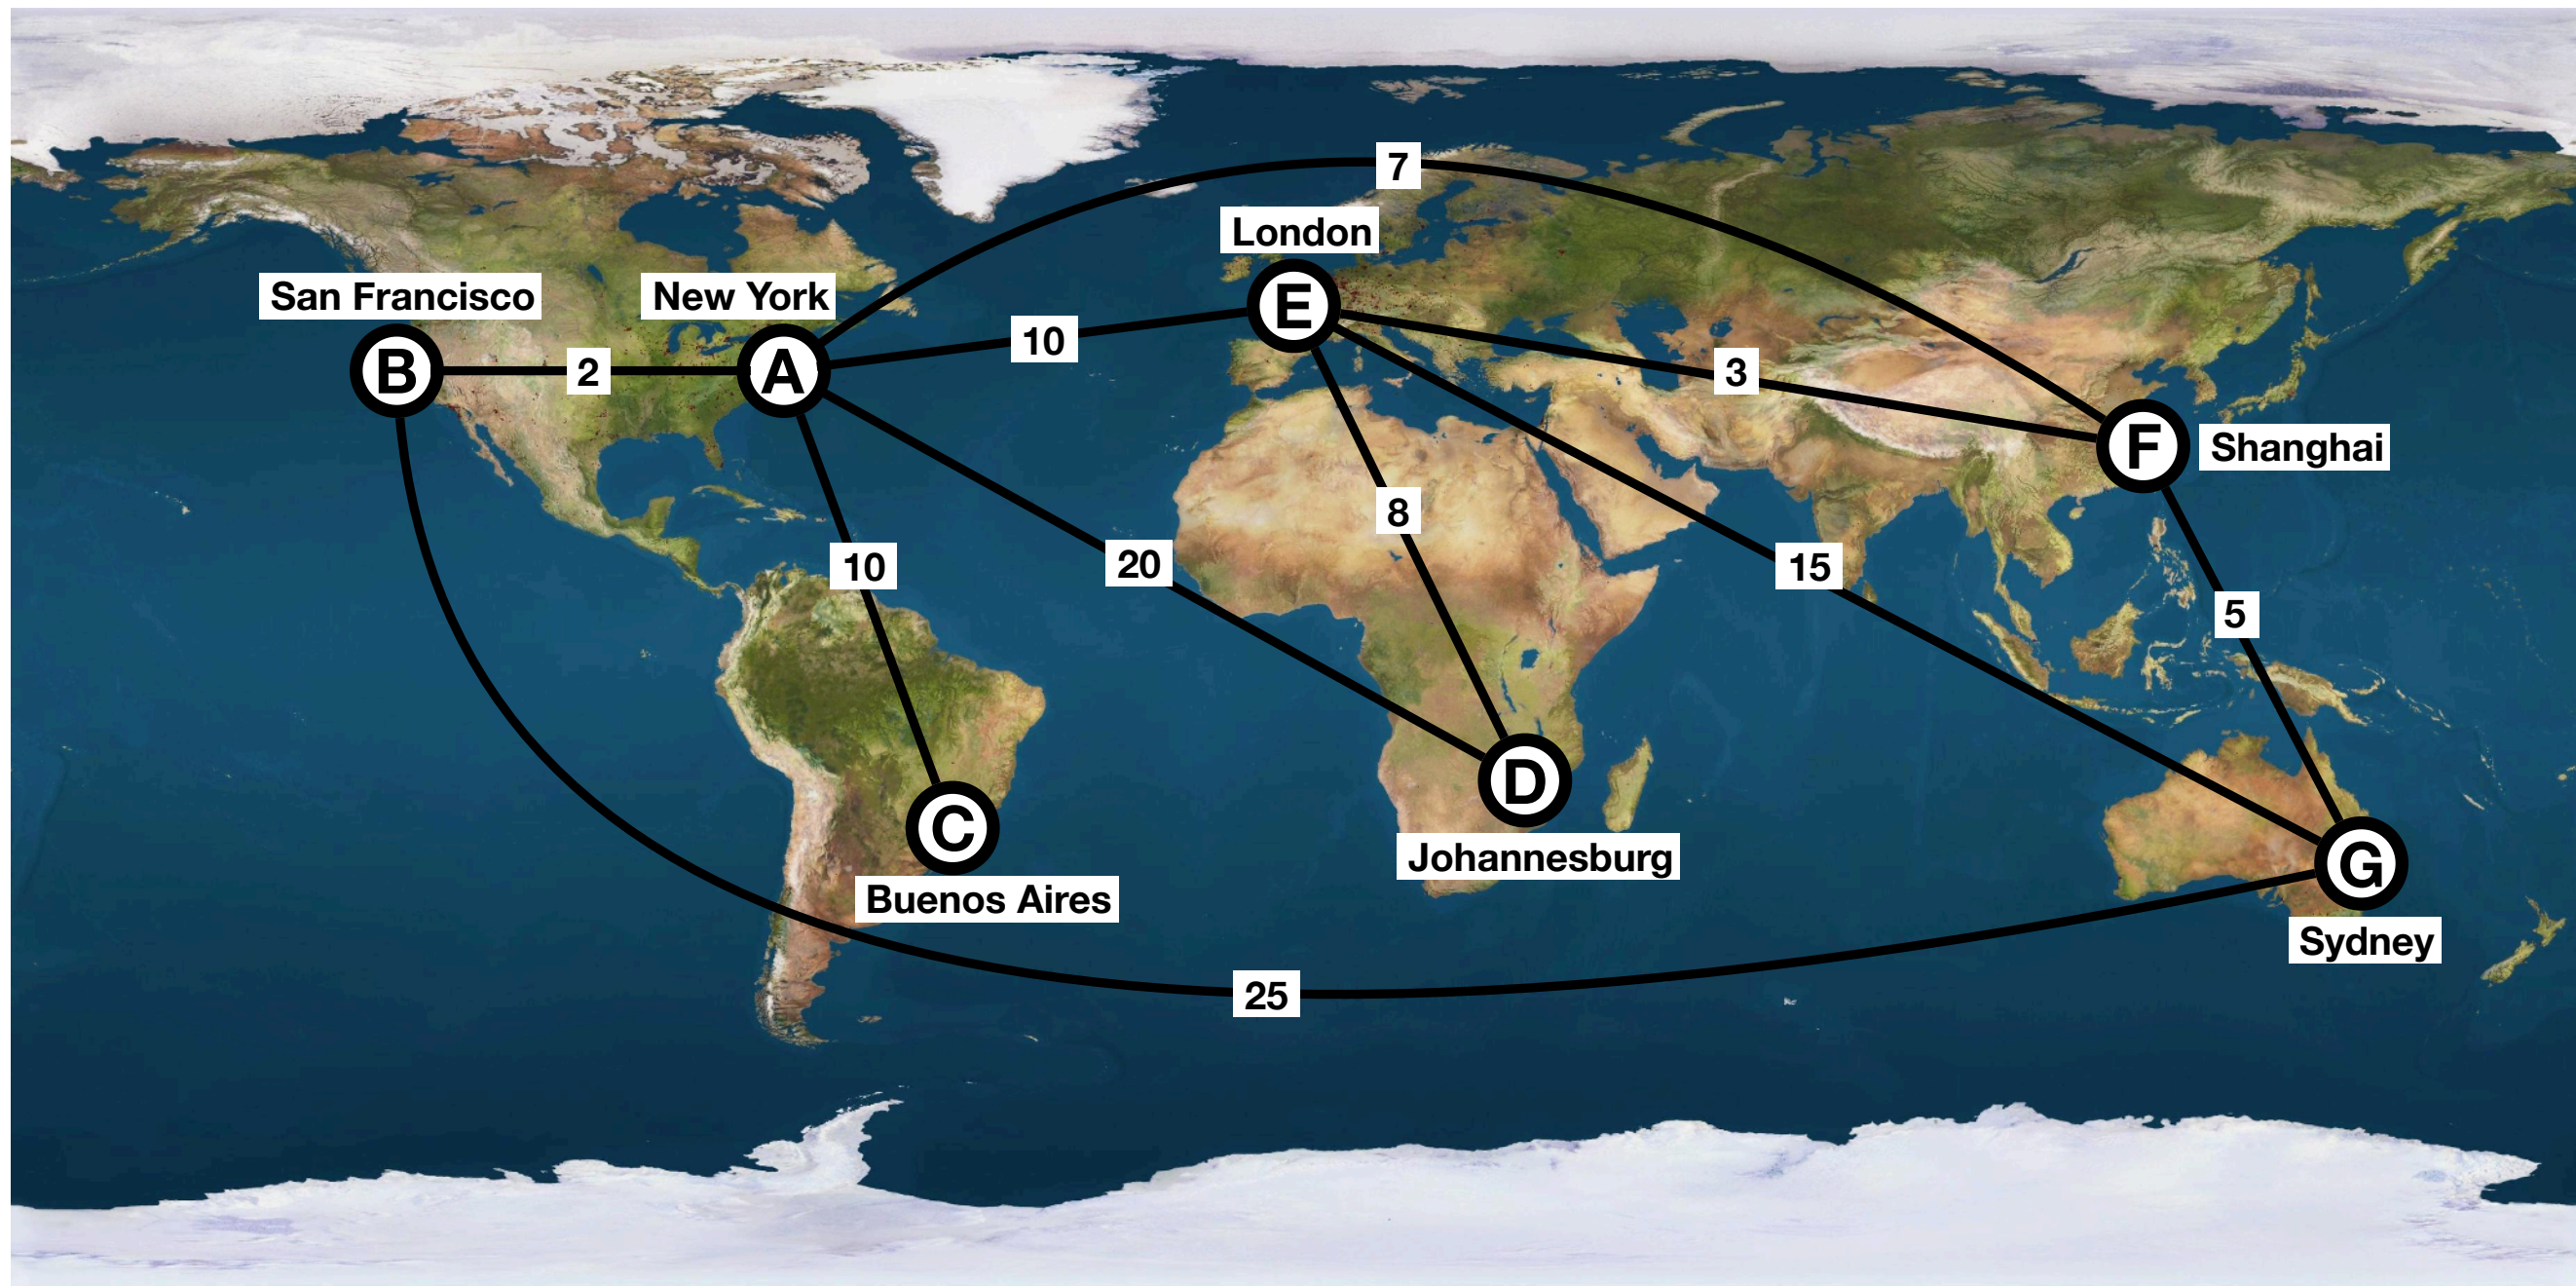 7
London
San Francisco
New York
E
10
B
2
A
3
F
Shanghai
8
10
20
15
5
D
C
Johannesburg
G
Buenos Aires
Sydney
25